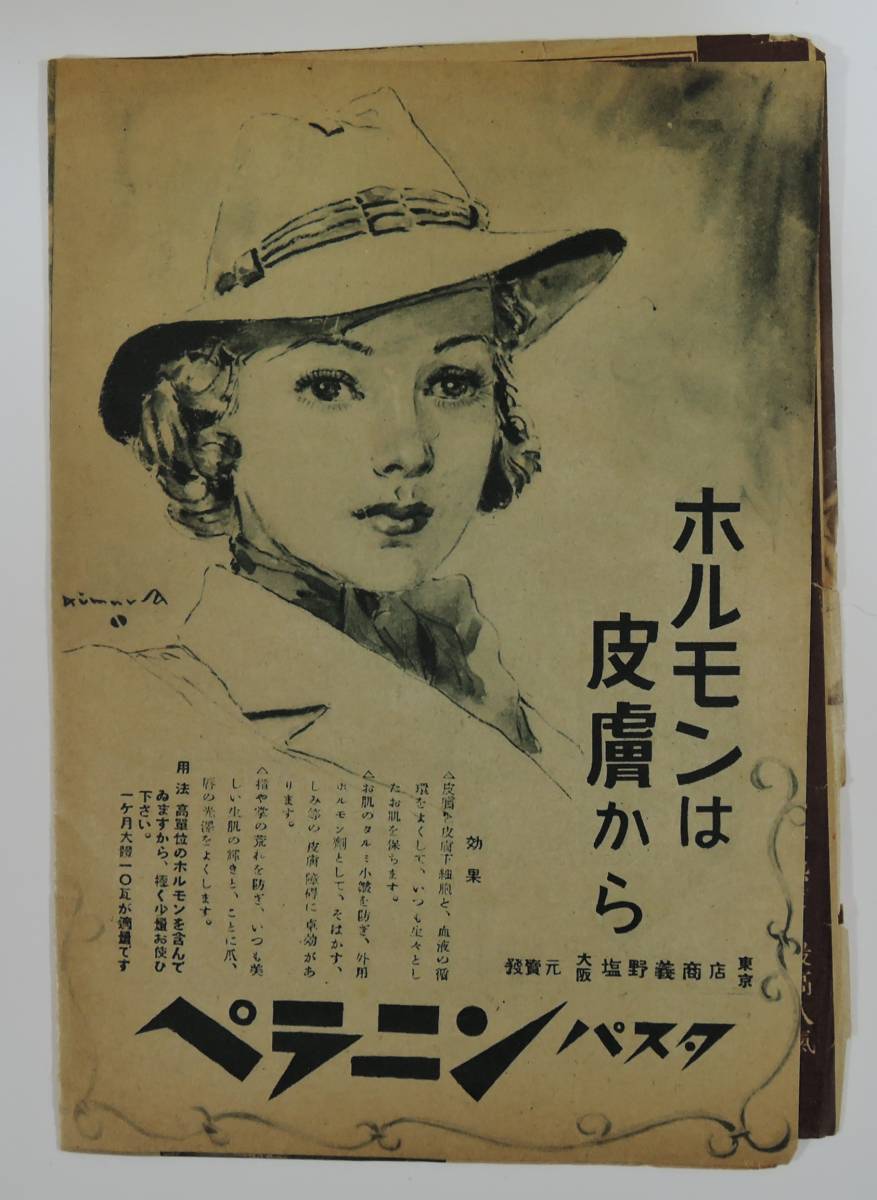 ホルモンは
皮膚から
効果
◇皮膚や皮膚下細胞と、血液の循
環をよくして、いつも生々とし
たお肌を保ちます。
◇お肌のタルミ小皺を防ぎ、外用
ホルモン劑として、そばかす、
しみ等の皮膚障碍に卓効があ
ります。
◇指や掌の荒れを防ぎ、いつも美
しい生肌の輝きと、ことに爪、
唇の光澤をよくします。
用法 高單位のホルモンを含んで
ゐますから、極く少量お使ひ
下さい。
一ケ月大體一〇瓦が適量です
發賣元 大阪 塩野義商店 東京
ペテニンパスタ
Kimura
最高人氣